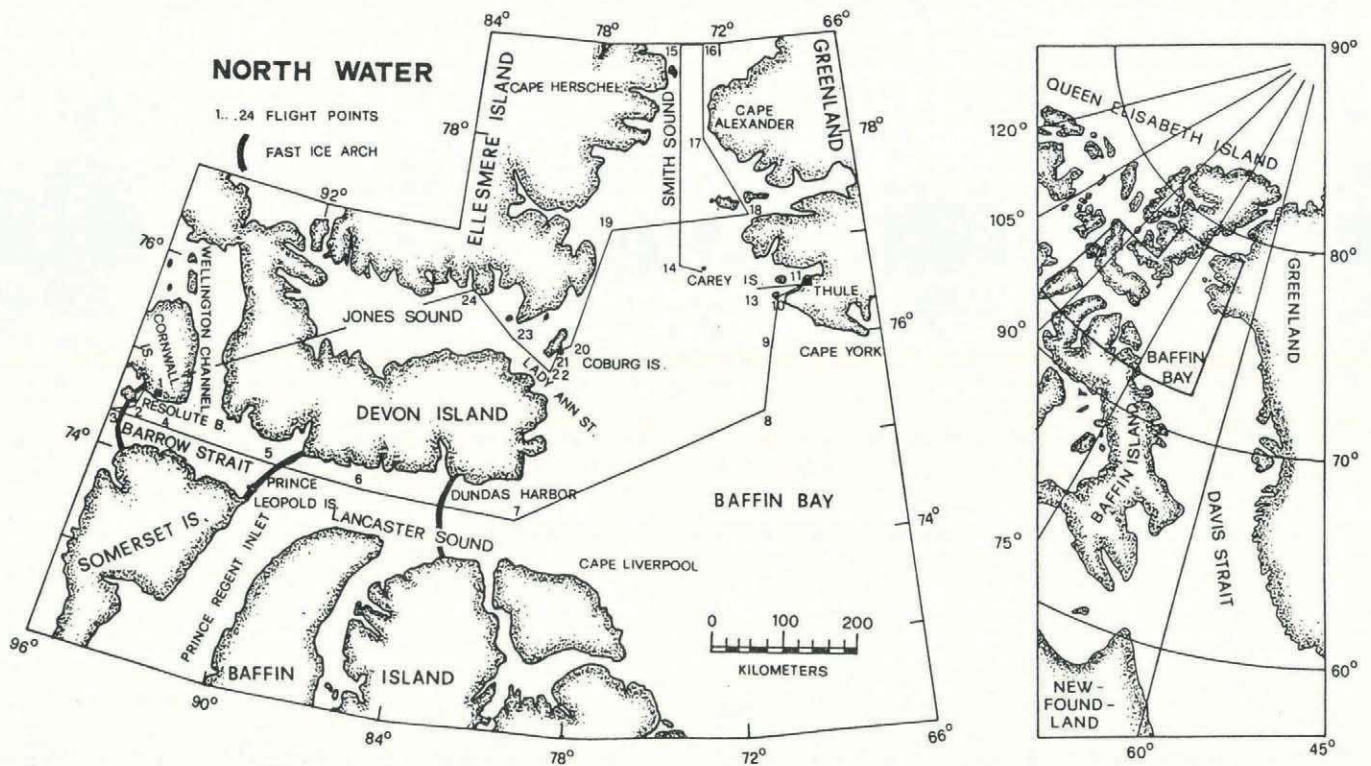 NORTH WATER
1....24 FLIGHT POINTS
FAST ICE ARCH
84°
78°
72°
66°
15
16
ELLESMERE ISLAND
CAPE HERSCHEL
SMITH SOUND
CAPE ALEXANDER
GREENLAND
78°
78°
17
18
19
92°
76°
WELLINGTON CHANNEL
CORNWALL IS.
JONES SOUND
24
23
20
21
22
COBURG IS.
LADY ANN ST.
14
CAREY IS.
11
13
THULE
9
76°
CAPE YORK
8
1
2
3
4
RESOLUTE B.
DEVON ISLAND
74°
BARROW STRAIT
5
6
7
PRINCE LEOPOLD IS.
DUNDAS HARBOR
BAFFIN BAY
74°
LANCASTER SOUND
SOMERSET IS.
PRINCE REGENT INLET
CAPE LIVERPOOL
0 100 200
KILOMETERS
BAFFIN
ISLAND
96°
90°
84°
78°
72°
66°
90°
QUEEN ELISABETH ISLAND
120°
105°
80°
GREENLAND
90°
BAFFIN BAY
BAFFIN ISLAND
70°
75°
DAVIS STRAIT
60°
NEW-
FOUND-
LAND
60°
45°